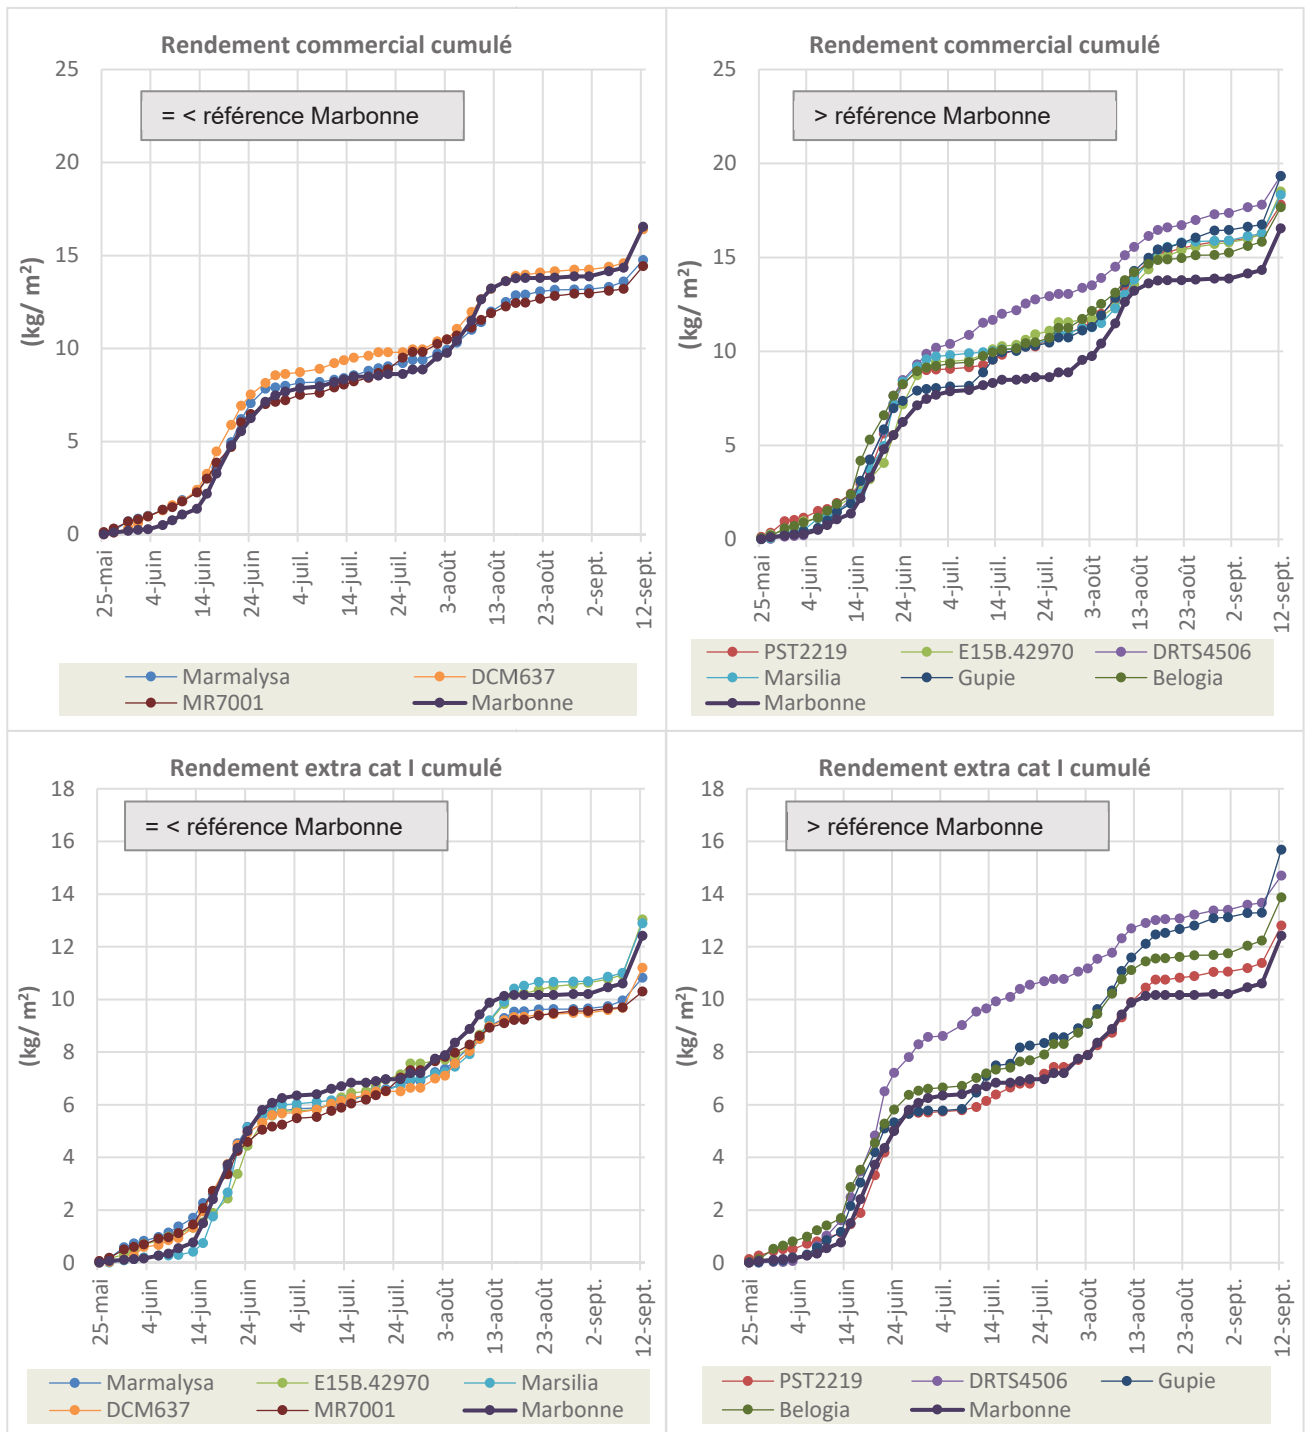 Rendement commercial cumulé
= < référence Marbonne
(kg/ m²)
25
20
15
10
5
0
25-mai
4-juin
14-juin
24-juin
4-juil.
14-juil.
24-juil.
3-août
13-août
23-août
2-sept.
12-sept.
Marmalysa
DCM637
MR7001
Marbonne
Rendement commercial cumulé
> référence Marbonne
(kg/ m²)
25
20
15
10
5
0
25-mai
4-juin
14-juin
24-juin
4-juil.
14-juil.
24-juil.
3-août
13-août
23-août
2-sept.
12-sept.
PST2219
E15B.42970
DRTS4506
Marsilia
Gupie
Belogia
Marbonne
Rendement extra cat I cumulé
= < référence Marbonne
(kg/ m²)
18
16
14
12
10
8
6
4
2
0
25-mai
4-juin
14-juin
24-juin
4-juil.
14-juil.
24-juil.
3-août
13-août
23-août
2-sept.
12-sept.
Marmalysa
E15B.42970
Marsilia
DCM637
MR7001
Marbonne
Rendement extra cat I cumulé
> référence Marbonne
(kg/ m²)
18
16
14
12
10
8
6
4
2
0
25-mai
4-juin
14-juin
24-juin
4-juil.
14-juil.
24-juil.
3-août
13-août
23-août
2-sept.
12-sept.
PST2219
DRTS4506
Gupie
Belogia
Marbonne